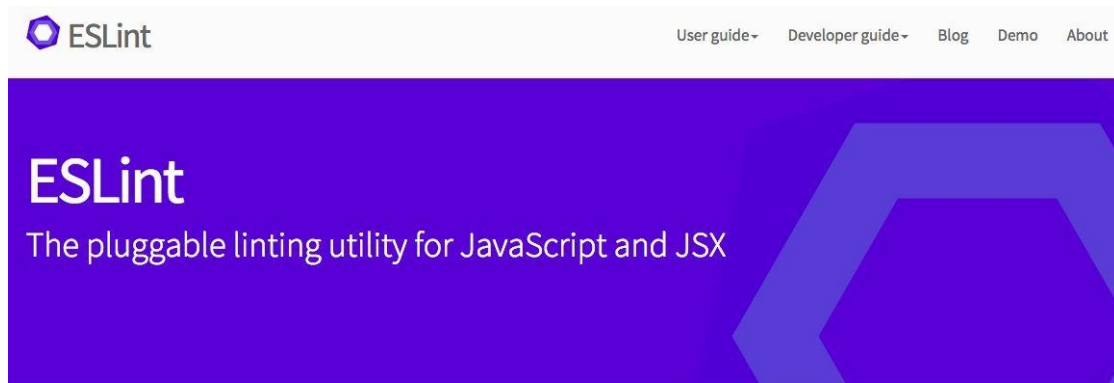 ESLint
User guide Developer guide Blog Demo About
ESLint
The pluggable linting utility for JavaScript and JSX